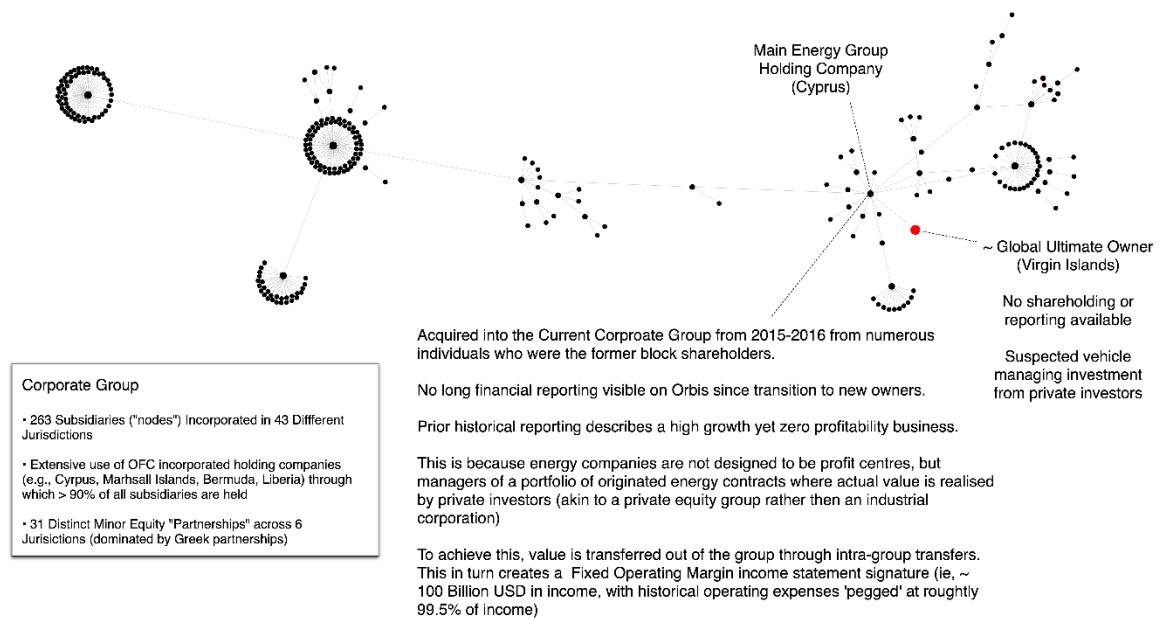 Main Energy Group
Holding Company
(Cyprus)
~ Global Ultimate Owner
(Virgin Islands)
No shareholding or
reporting available
Suspected vehicle
managing investment
from private investors
Acquired into the Current Corproate Group from 2015-2016 from numerous
individuals who were the former block shareholders.
No long financial reporting visible on Orbis since transition to new owners.
Prior historical reporting describes a high growth yet zero profitability business.
This is because energy companies are not designed to be profit centres, but
managers of a portfolio of originated energy contracts where actual value is realised
by private investors (akin to a private equity group rather then an industrial
corporation)
To achieve this, value is transferred out of the group through intra-group transfers.
This in turn creates a  Fixed Operating Margin income statement signature (ie, ~
100 Billion USD in income, with historical operating expenses 'pegged' at roughtly
99.5% of income)
Corporate Group
• 263 Subsidiaries ("nodes") Incorporated in 43 Diffferent
Jurisdictions
• Extensive use of OFC incorporated holding companies
(e.g., Cyrpus, Marhsall Islands, Bermuda, Liberia) through
which > 90% of all subsidiaries are held
• 31 Distinct Minor Equity "Partnerships" across 6
Jurisictions (dominated by Greek partnerships)